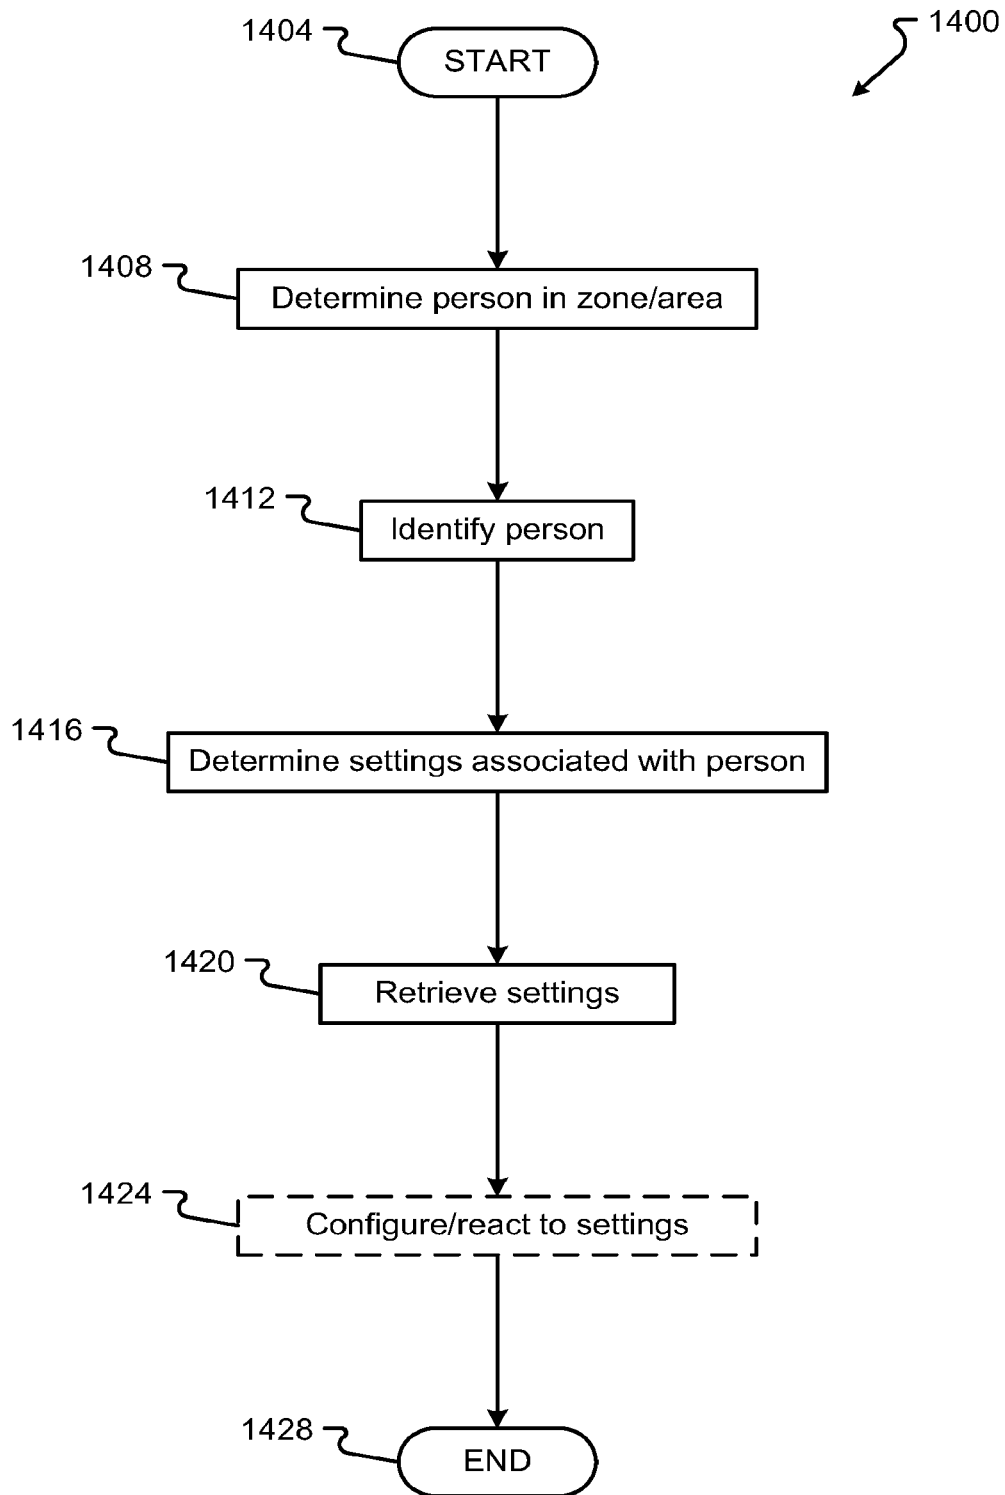 1400
1404
START
1408
Determine person in zone/area
1412
Identify person
1416
Determine settings associated with person
1420
Retrieve settings
1424
Configure/react to settings
1428
END